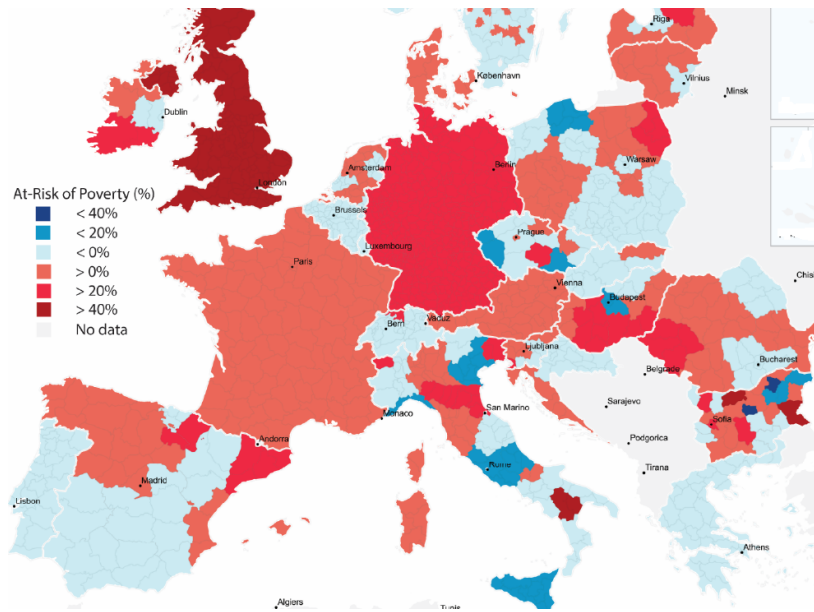 Riga
København
Vilnius
Minsk
Dublin
Amsterdam
Berlin
Warsaw
London
At-Risk of Poverty (%)
< 40%
< 20%
< 0%
> 0%
> 20%
> 40%
No data
Brussels
Luxembourg
Prague
Paris
Vienna
Chis
Bern
Vaduz
Budapest
Ljubljana
Bucharest
Belgrade
Monaco
San Marino
Sarajevo
Sofia
Andorra
Podgorica
Madrid
Rome
Tirana
Lisbon
Athens
Algiers
Tunis